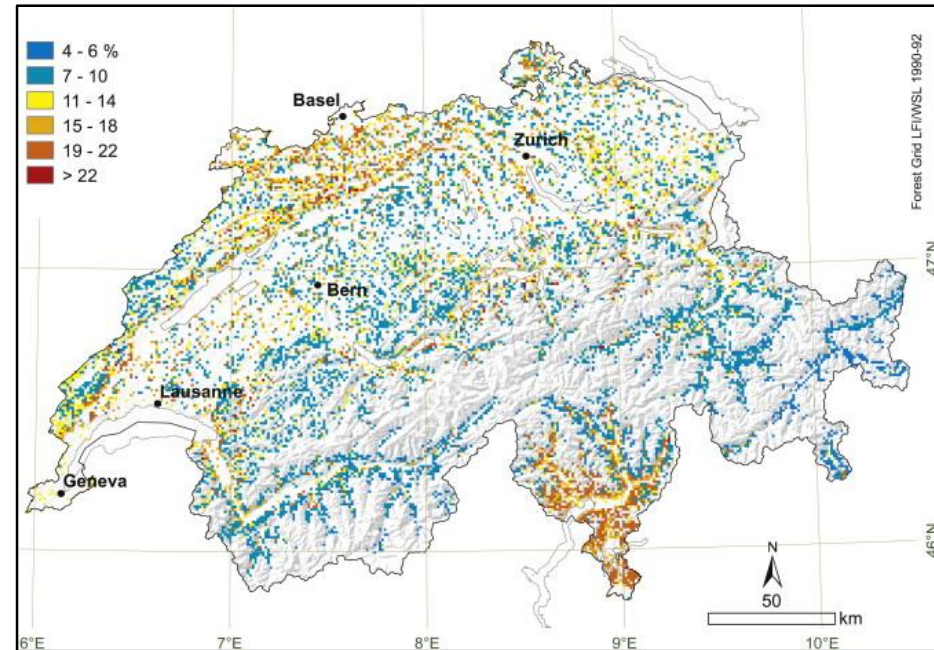 4 - 6 %
7 - 10
11 - 14
15 - 18
19 - 22
> 22
Basel
Zurich
Forest Grid LFI/WSL 1990-92
47°N
Bern
Lausanne
Geneva
46°N
N
50
km
6°E
7°E
8°E
9°E
10°E